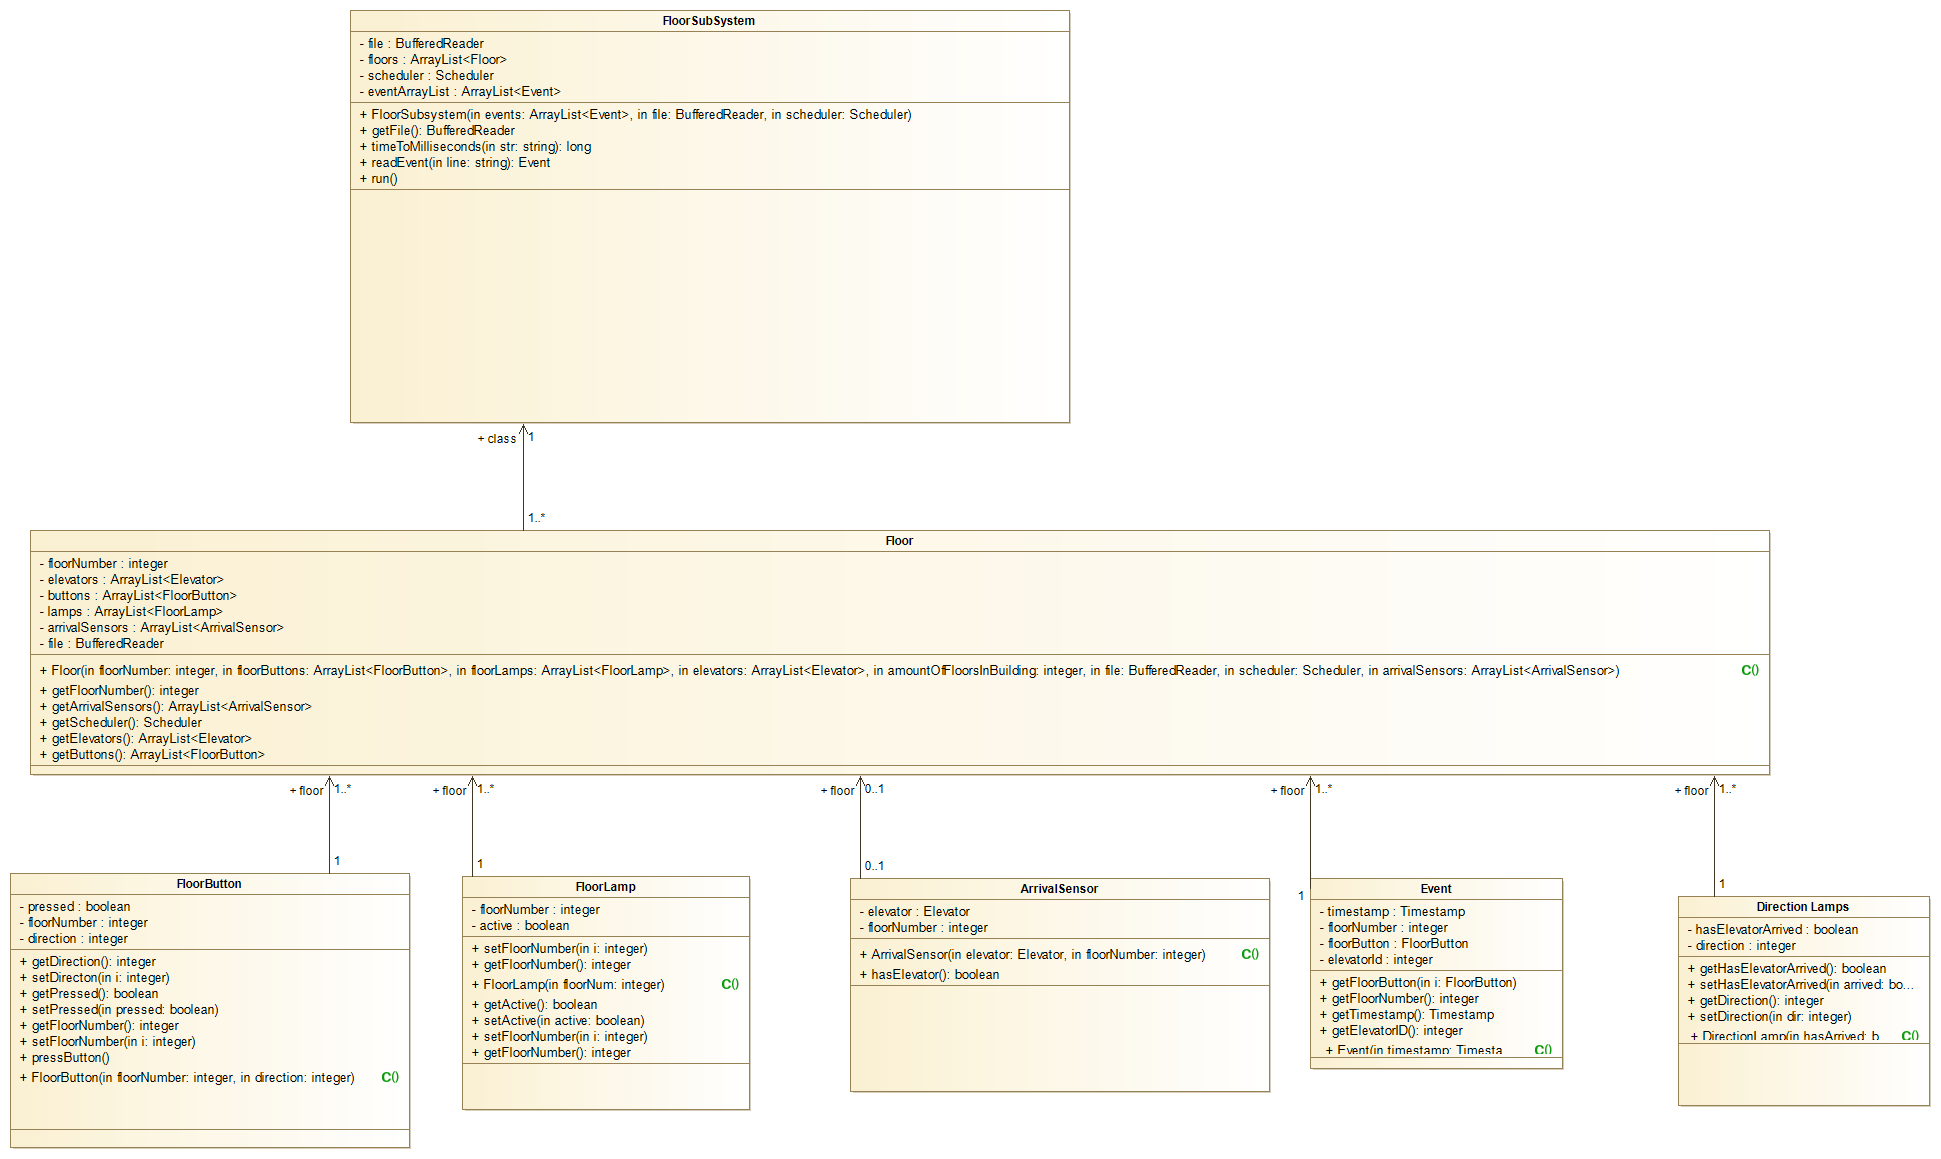 FloorSubSystem
- file : BufferedReader
- floors : ArrayList<Floor>
- scheduler : Scheduler
- eventArrayList : ArrayList<Event>
+ FloorSubsystem(in events: ArrayList<Event>, in file: BufferedReader, in scheduler: Scheduler)
+ getFile(): BufferedReader
+ timeToMilliseconds(in str: string): long
+ readEvent(in line: string): Event
+ run()
+ class 1
1..*
Floor
- floorNumber : integer
- elevators : ArrayList<Elevator>
- buttons : ArrayList<FloorButton>
- lamps : ArrayList<FloorLamp>
- arrivalSensors : ArrayList<ArrivalSensor>
- file : BufferedReader
+ Floor(in floorNumber: integer, in floorButtons: ArrayList<FloorButton>, in floorLamps: ArrayList<FloorLamp>, in elevators: ArrayList<Elevator>, in amountOfFloorsInBuilding: integer, in file: BufferedReader, in scheduler: Scheduler, in arrivalSensors: ArrayList<ArrivalSensor>) C()
+ getFloorNumber(): integer
+ getArrivalSensors(): ArrayList<ArrivalSensor>
+ getScheduler(): Scheduler
+ getElevators(): ArrayList<Elevator>
+ getButtons(): ArrayList<FloorButton>
+ floor 1..*
+ floor 1..*
+ floor 0..1
+ floor 1..*
+ floor 1..*
1
1
0..1
1
1
FloorButton
- pressed : boolean
- floorNumber : integer
- direction : integer
+ getDirection(): integer
+ setDirecton(in i: integer)
+ getPressed(): boolean
+ setPressed(in pressed: boolean)
+ getFloorNumber(): integer
+ setFloorNumber(in i: integer)
+ pressButton()
+ FloorButton(in floorNumber: integer, in direction: integer) C()
FloorLamp
- floorNumber : integer
- active : boolean
+ setFloorNumber(in i: integer)
+ getFloorNumber(): integer
+ FloorLamp(in floorNum: integer) C()
+ getActive(): boolean
+ setActive(in active: boolean)
+ setFloorNumber(in i: integer)
+ getFloorNumber(): integer
ArrivalSensor
- elevator : Elevator
- floorNumber : integer
+ ArrivalSensor(in elevator: Elevator, in floorNumber: integer) C()
+ hasElevator(): boolean
Event
- timestamp : Timestamp
- floorNumber : integer
- floorButton : FloorButton
- elevatorId : integer
+ getFloorButton(in i: FloorButton)
+ getFloorNumber(): integer
+ getTimestamp(): Timestamp
+ getElevatorID(): integer
+ Event(in timestamp: Timesta C()
Direction Lamps
- hasElevatorArrived : boolean
- direction : integer
+ getHasElevatorArrived(): boolean
+ setHasElevatorArrived(in arrived: bo...
+ getDirection(): integer
+ setDirection(in dir: integer)
+ DirectionLamp(in hasArrived: b C()